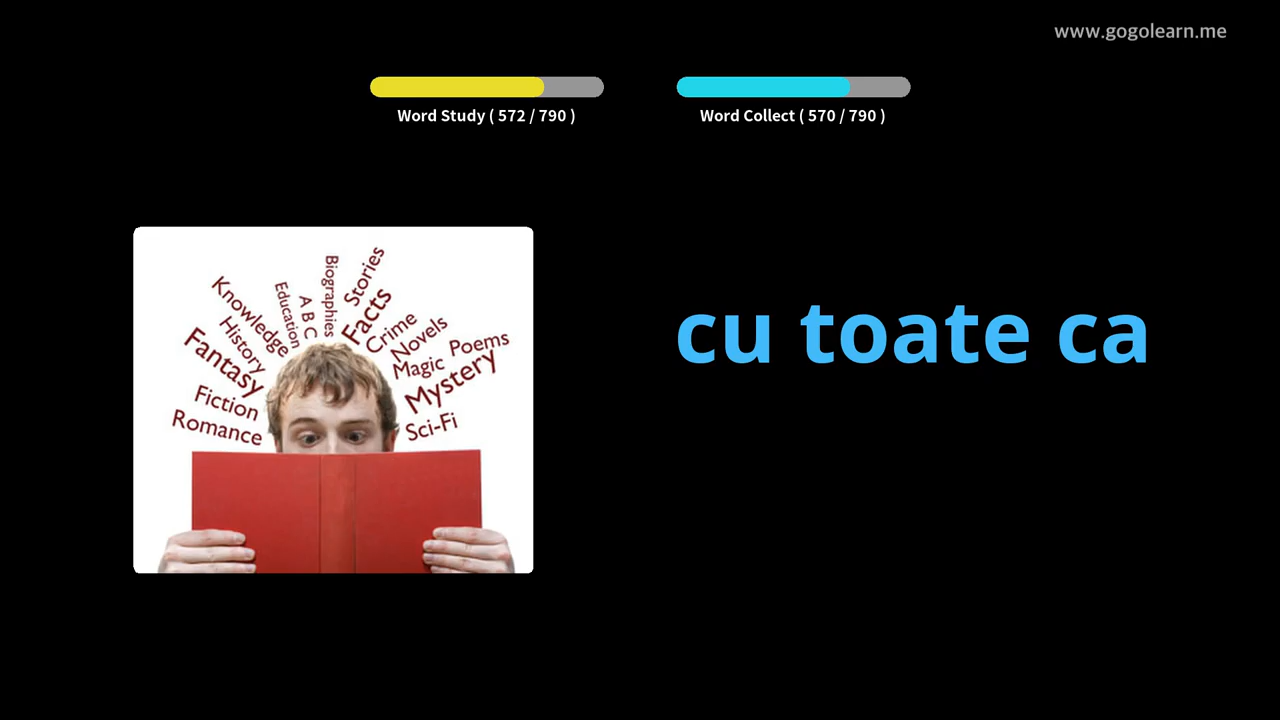 www.gogolearn.me
Word Study ( 572 / 790 )
Word Collect ( 570 / 790 )
cu toate ca
Biographies
Stories
Education
A B C
Facts
Knowledge
Crime
History
Novels
Fantasy
Magic
Poems
Mystery
Fiction
Romance
Sci-Fi